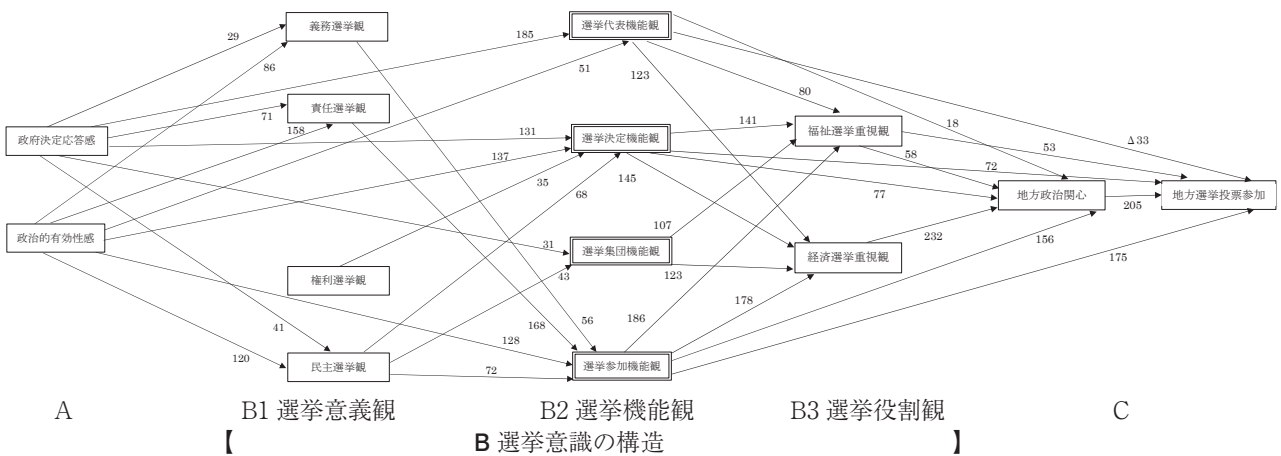 義務選挙観
選挙代表機能観
29
185
86
51
123
責任選挙観
71
158
80
政府決定応答感
131
選挙決定機能観
141
福祉選挙重視観
18
Δ33
53
137
58
72
35
145
68
77
地方政治関心
205
地方選挙投票参加
政治的有効性感
107
31
選挙集団機能観
232
156
権利選挙観
43
123
経済選挙重視観
175
178
41
168
56
186
128
120
民主選挙観
72
選挙参加機能観
A
B1 選挙意義観
B2 選挙機能観
B3 選挙役割観
C
【 B 選挙意識の構造 】